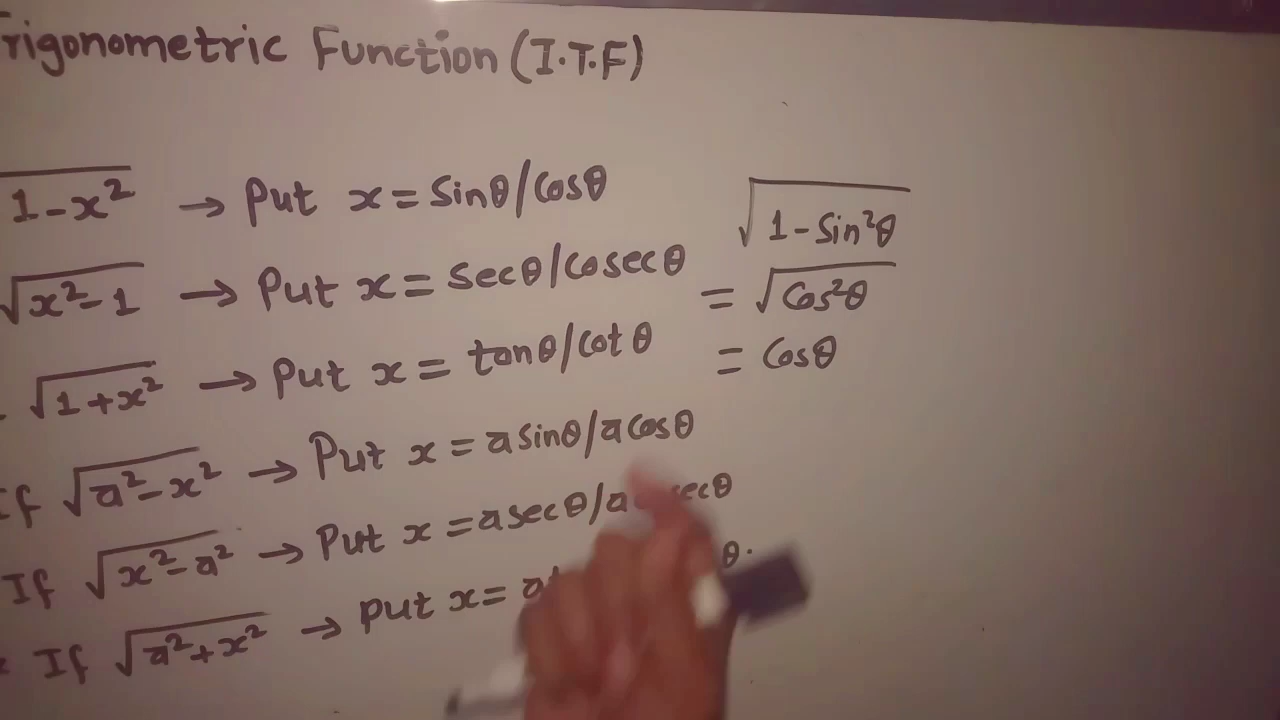 Trigonometric Function (I.T.F)
√1-x² → Put x = Sinθ/Cosθ
√x²-1 → Put x = Secθ/Cosecθ
√1+x² → Put x = tanθ/Cotθ
If √a²-x² → Put x = a sinθ/a Cosθ
If √x²-a² → Put x = a secθ/
If √a²+x² → Put x =
√1-Sin²θ
= √Cos²θ
= Cosθ